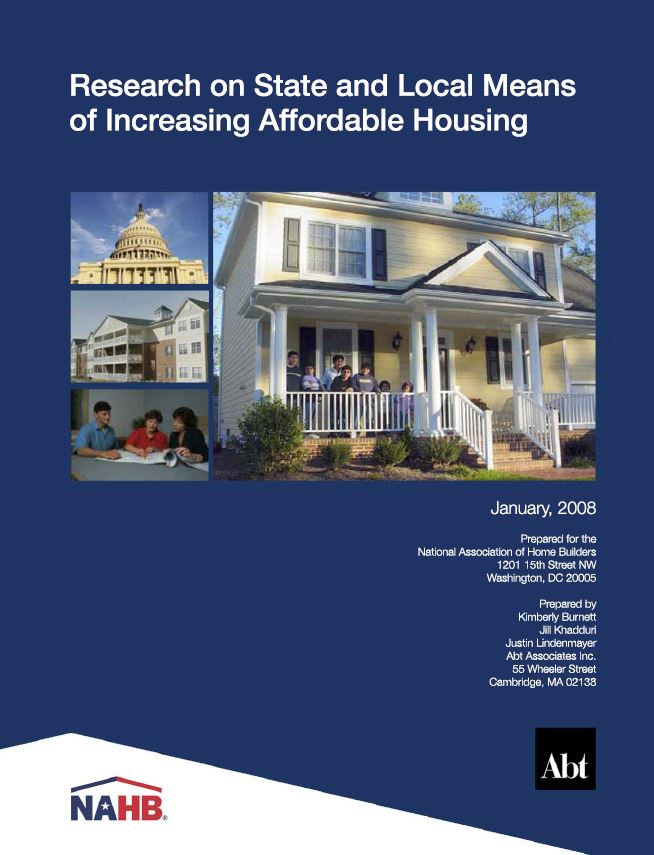 Research on State and Local Means
of Increasing Affordable Housing
January, 2008
Prepared for the
National Association of Home Builders
1201 15th Street NW
Washington, DC 20005
Prepared by
Kimberly Burnett
Jill Khadduri
Justin Lindenmayer
Abt Associates Inc.
55 Wheeler Street
Cambridge, MA 02138
Abt
NAHB®